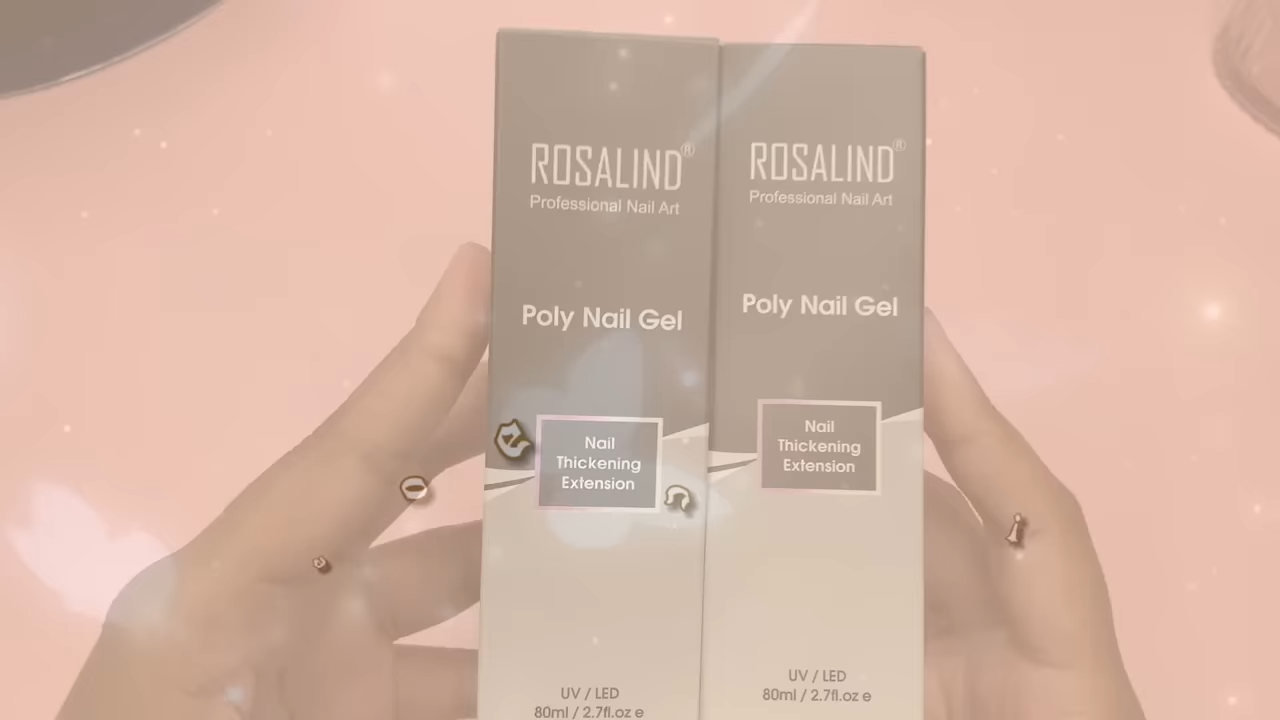 ROSALIND®
Professional Nail Art
Poly Nail Gel
Nail
Thickening
Extension
UV / LED
80ml / 2.7fl.oz e
ROSALIND®
Professional Nail Art
Poly Nail Gel
Nail
Thickening
Extension
UV / LED
80ml / 2.7fl.oz e